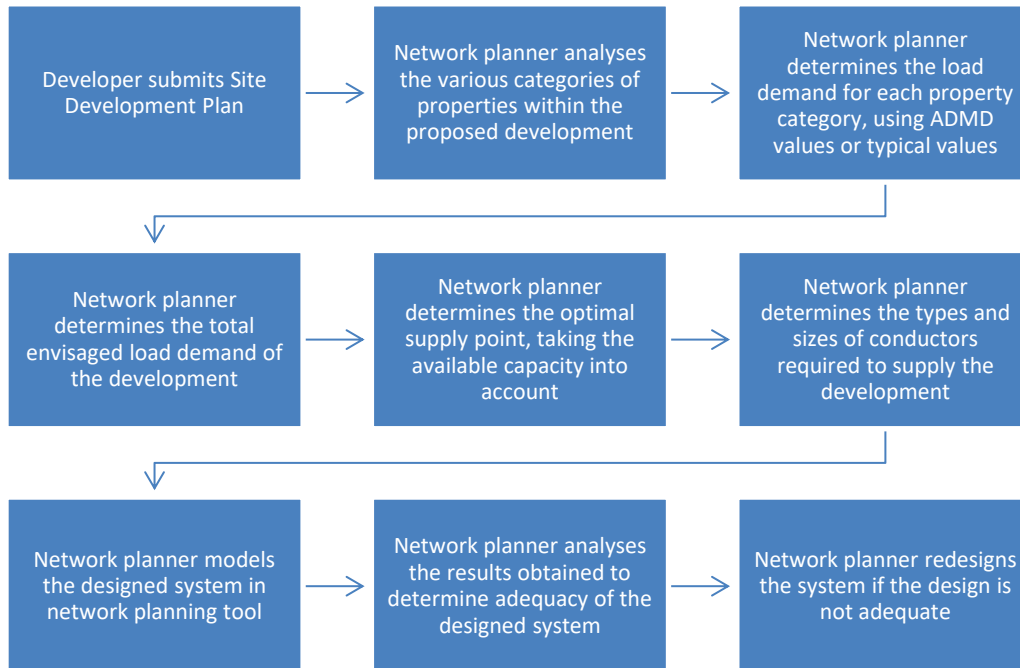 Developer submits Site
Development Plan
Network planner analyses
the various categories of
properties within the
proposed development
Network planner
determines the load
demand for each property
category, using ADMD
values or typical values
Network planner
determines the total
envisaged load demand of
the development
Network planner
determines the optimal
supply point, taking the
available capacity into
account
Network planner
determines the types and
sizes of conductors
required to supply the
development
Network planner models
the designed system in
network planning tool
Network planner analyses
the results obtained to
determine adequacy of the
designed system
Network planner redesigns
the system if the design is
not adequate